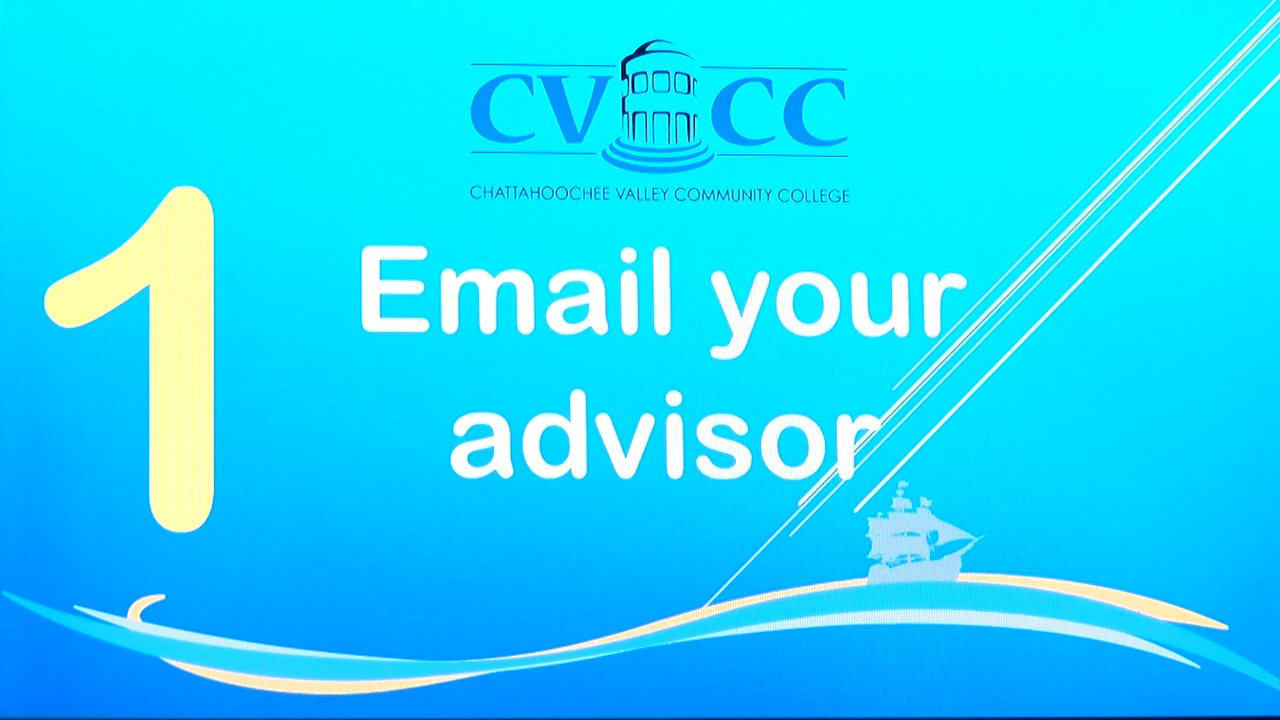 CVCC
CHATTAHOOCHEE VALLEY COMMUNITY COLLEGE
1
Email your
advisor